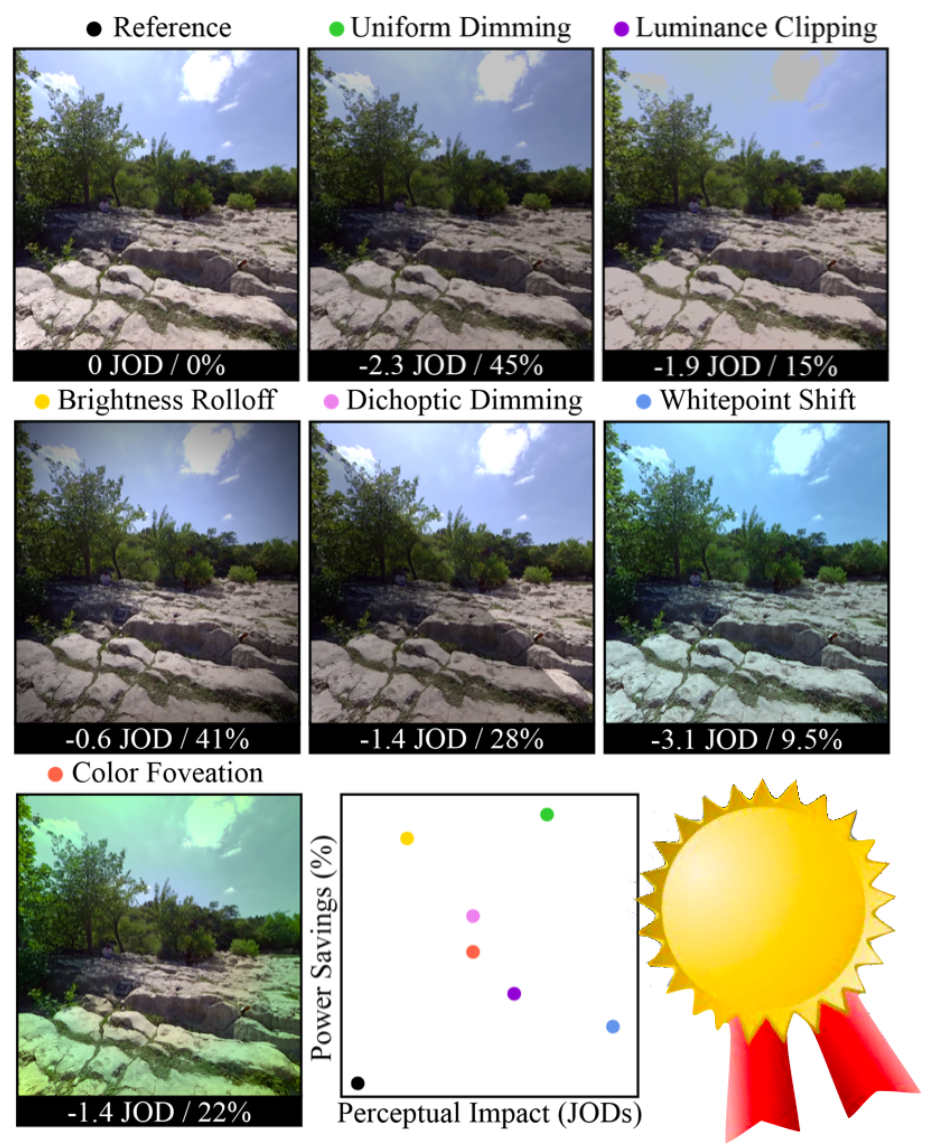 Reference
Uniform Dimming
Luminance Clipping
0 JOD / 0%
-2.3 JOD / 45%
-1.9 JOD / 15%
Brightness Rolloff
Dichoptic Dimming
Whitepoint Shift
-0.6 JOD / 41%
-1.4 JOD / 28%
-3.1 JOD / 9.5%
Color Foveation
-1.4 JOD / 22%
Power Savings (%)
Perceptual Impact (JODs)